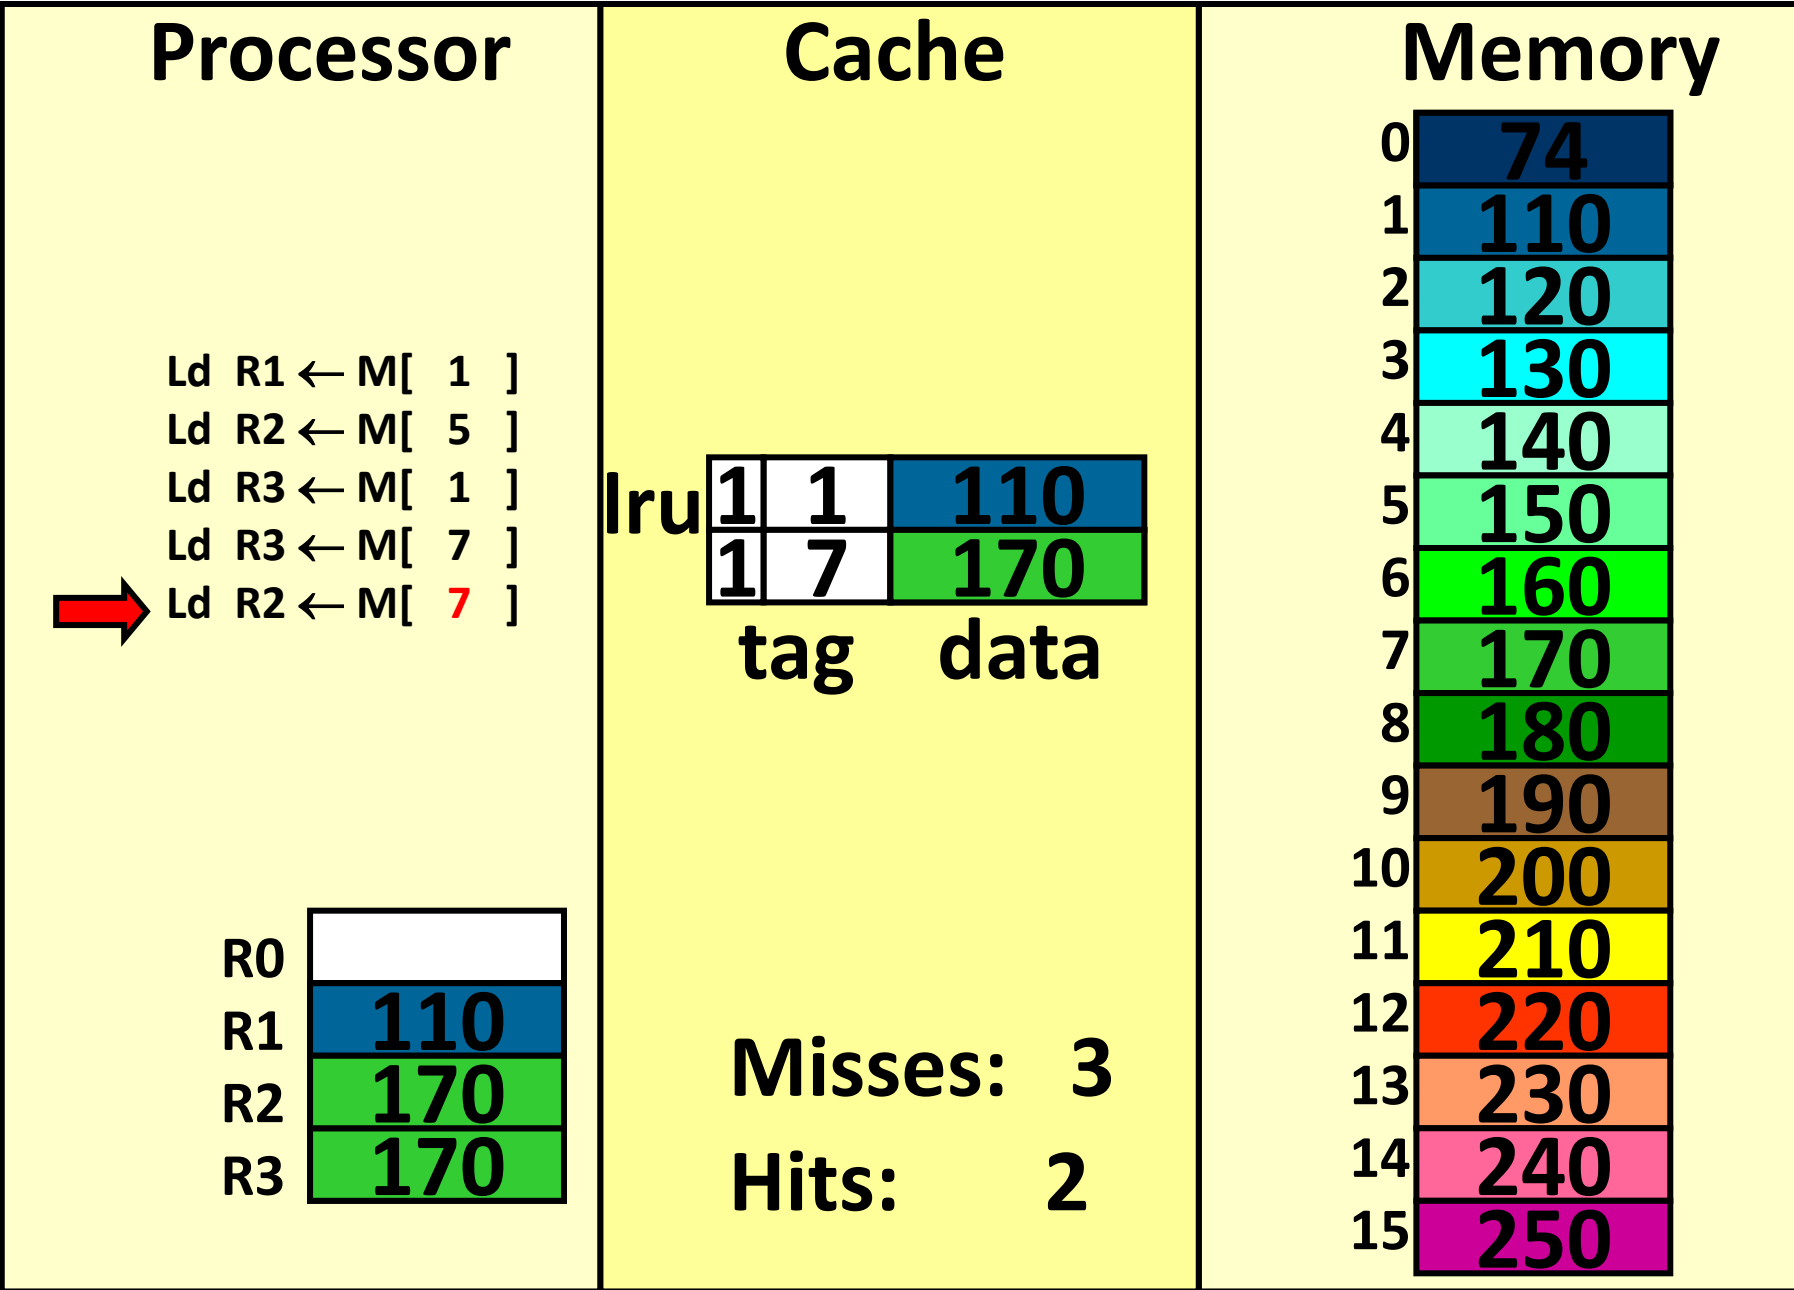 Processor
Ld R1 ← M[ 1 ]
Ld R2 ← M[ 5 ]
Ld R3 ← M[ 1 ]
Ld R3 ← M[ 7 ]
Ld R2 ← M[ 7 ]
R0
R1 110
R2 170
R3 170
Cache
lru
1 1 110
1 7 170
tag data
Misses: 3
Hits: 2
Memory
0 74
1 110
2 120
3 130
4 140
5 150
6 160
7 170
8 180
9 190
10 200
11 210
12 220
13 230
14 240
15 250